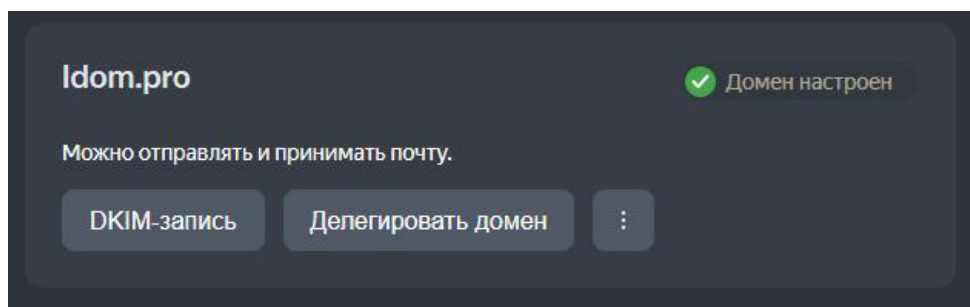 ldom.pro
Домен настроен
Можно отправлять и принимать почту.
DKIM-запись
Делегировать домен